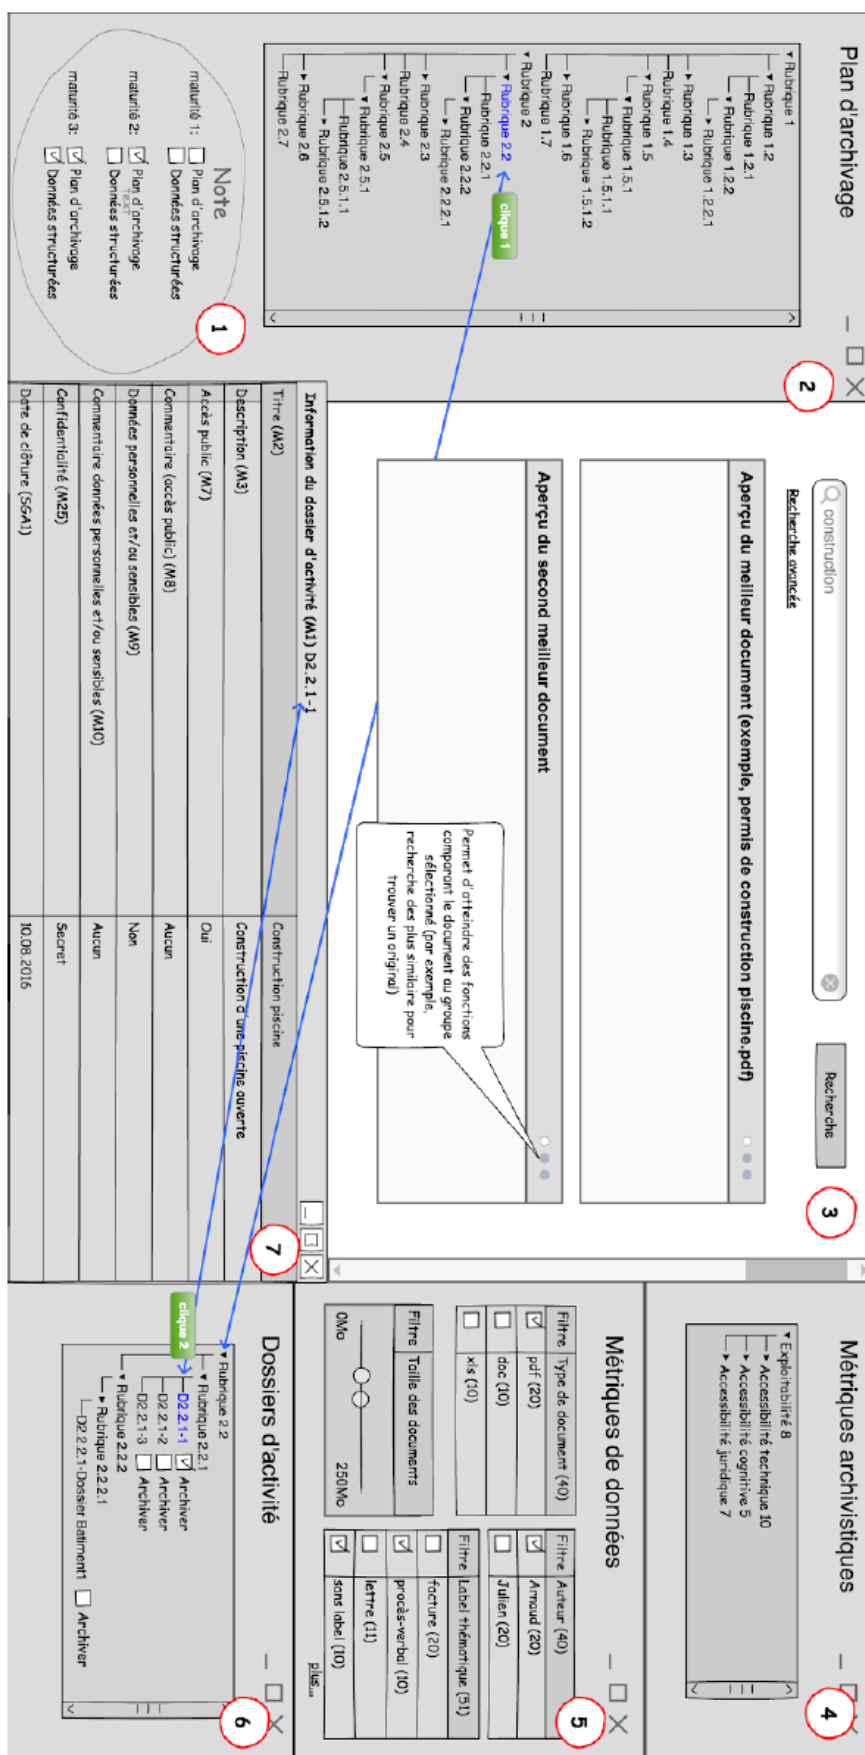 Plan d'archivage
2
▼ Rubrique 1
▼ Rubrique 1.2
Rubrique 1.2.1
▼ Rubrique 1.2.2
► Rubrique 1.2.2.1
► Rubrique 1.3
Rubrique 1.4
▼ Rubrique 1.5
▼ Rubrique 1.5.1
Rubrique 1.5.1.1
► Rubrique 1.5.1.2
► Rubrique 1.6
Rubrique 1.7
▼ Rubrique 2
▼ Rubrique 2.2
clique 1
Rubrique 2.2.1
▼ Rubrique 2.2.2
► Rubrique 2.2.2.1
► Rubrique 2.3
Rubrique 2.4
▼ Rubrique 2.5
▼ Rubrique 2.5.1
Rubrique 2.5.1.1
► Rubrique 2.5.1.2
► Rubrique 2.6
Rubrique 2.7
Note
1
maturité 1: Plan d'archivage
Données structurées
maturité 2: Plan d'archivage
Text
Données structurées
maturité 3: Plan d'archivage
Données structurées
construction
Recherche
3
Recherche avancée
Aperçu du meilleur document (exemple, permis de construction piscine.pdf)
Aperçu du second meilleur document
Permet d'atteindre des fonctions
comparant le document au groupe
sélectionné (par exemple,
recherche des plus similaire pour
trouver un original)
Information du dossier d'activité (M1) D2.2.1-1
7
Titre (M2) Construction piscine
Description (M3) Construction d'une piscine ouverte
Accès public (M7) Oui
Commentaire (accès public) (M8) Aucun
Données personnelles et/ou sensibles (M9) Non
Commentaire données personnelles et/ou sensibles (M10) Aucun
Confidentialité (M25) Secret
Date de clôture (SGA1) 10.08.2016
Métriques archivistiques
4
▼ Exploitabilité 8
► Accessibilité technique 10
► Accessibilité cognitive 5
► Accessibilité juridique 7
Métriques de données
5
Filtre Type de document (40)
pdf (20)
doc (10)
xls (10)
Filtre Auteur (40)
Arnaud (20)
Julien (20)
Filtre Taille des documents
0Mo 250Mo
Filtre Label thématique (51)
facture (20)
procès-verbal (10)
lettre (11)
sans label (10)
plus...
Dossiers d'activité
6
▼ Rubrique 2.2
▼ Rubrique 2.2.1
clique 2
D2.2.1-1 Archiver
D2.2.1-2 Archiver
D2.2.1-3 Archiver
▼ Rubrique 2.2.2
► Rubrique 2.2.2.1
D2.2.2.1-Dossier Batiment1 Archiver